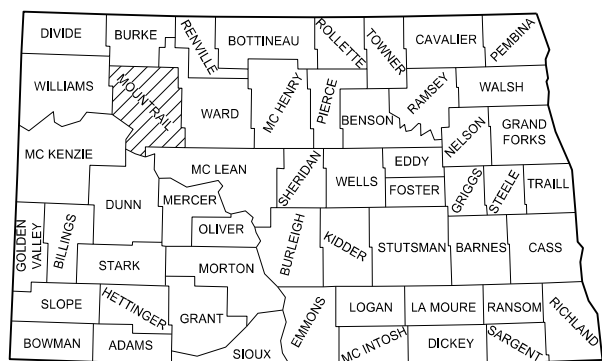 DIVIDE
BURKE
RENVILLE
BOTTINEAU
ROLLETTE
TOWNER
CAVALIER
PEMBINA
WILLIAMS
MOUNTRAIL
WARD
MC HENRY
PIERCE
BENSON
RAMSEY
WALSH
MC KENZIE
NELSON
GRAND
FORKS
MC LEAN
SHERIDAN
WELLS
EDDY
FOSTER
GRIGGS
STEELE
TRAILL
DUNN
MERCER
OLIVER
GOLDEN
VALLEY
BILLINGS
STARK
MORTON
BURLEIGH
KIDDER
STUTSMAN
BARNES
CASS
SLOPE
HETTINGER
GRANT
EMMONS
LOGAN
LA MOURE
RANSOM
RICHLAND
BOWMAN
ADAMS
SIOUX
MC INTOSH
DICKEY
SARGENT